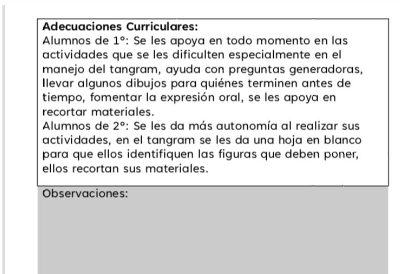 Adecuaciones Curriculares:
Alumnos de 1°: Se les apoya en todo momento en las
actividades que se les dificulten especialmente en el
manejo del tangram, ayuda con preguntas generadoras,
llevar algunos dibujos para quiénes terminen antes de
tiempo, fomentar la expresión oral, se les apoya en
recortar materiales.
Alumnos de 2°: Se les da más autonomía al realizar sus
actividades, en el tangram se les da una hoja en blanco
para que ellos identifiquen las figuras que deben poner,
ellos recortan sus materiales.
Observaciones: